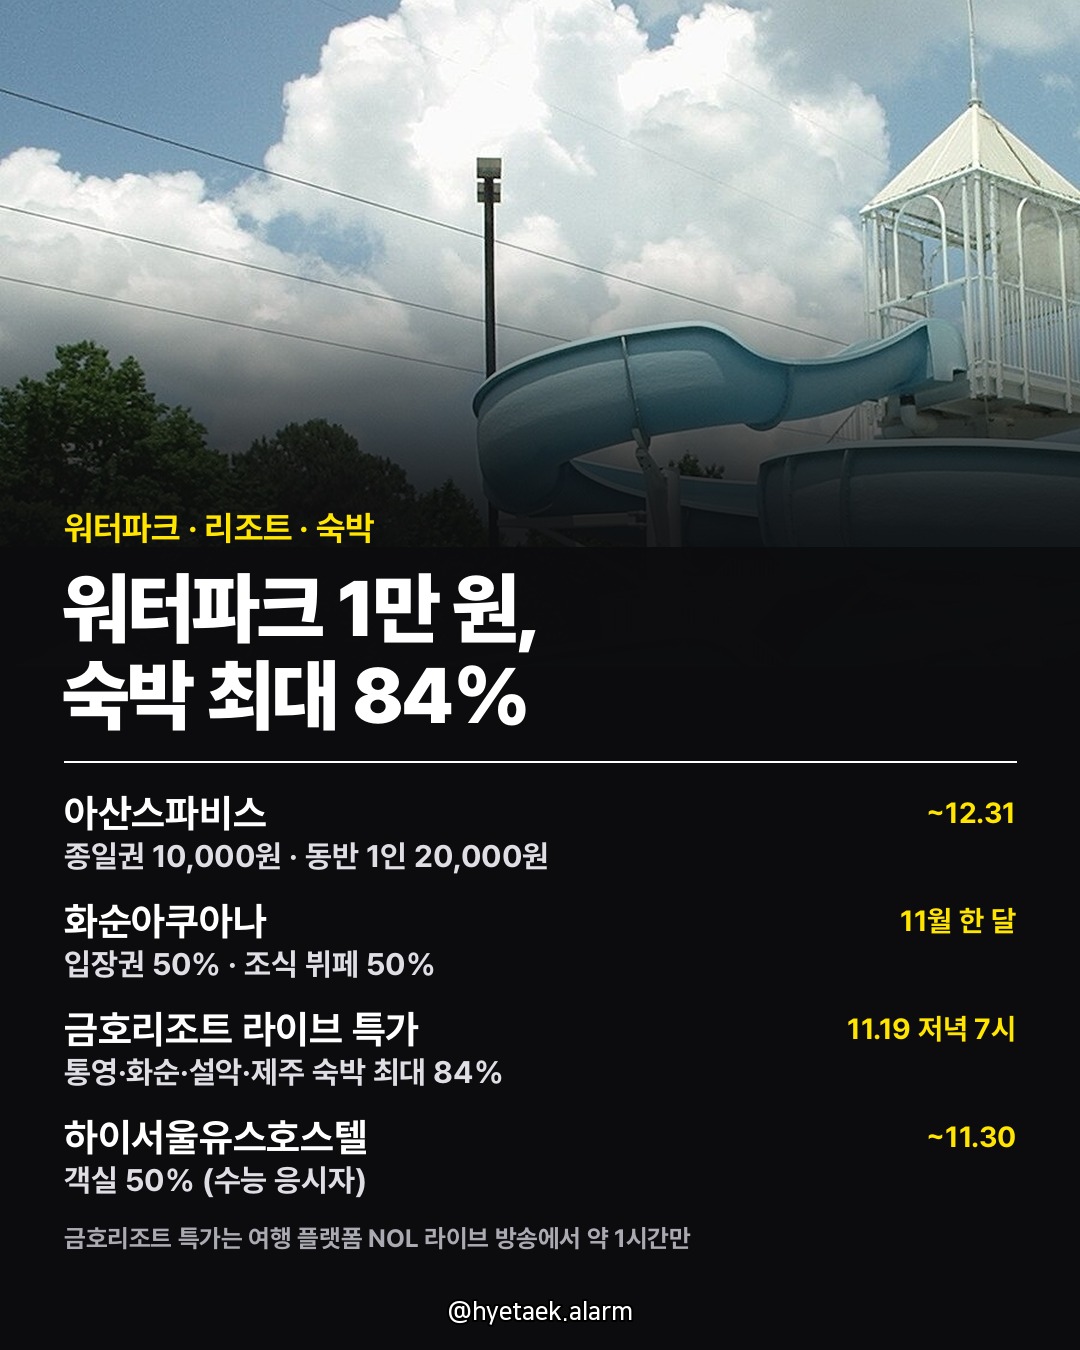 워터파크 · 리조트 · 숙박
워터파크 1만 원,
숙박 최대 84%
아산스파비스 ~12.31
종일권 10,000원 · 동반 1인 20,000원
화순아쿠아나 11월 한 달
입장권 50% · 조식 뷔페 50%
금호리조트 라이브 특가 11.19 저녁 7시
통영·화순·설악·제주 숙박 최대 84%
하이서울유스호스텔 ~11.30
객실 50% (수능 응시자)
금호리조트 특가는 여행 플랫폼 NOL 라이브 방송에서 약 1시간만
@hyetaek.alarm